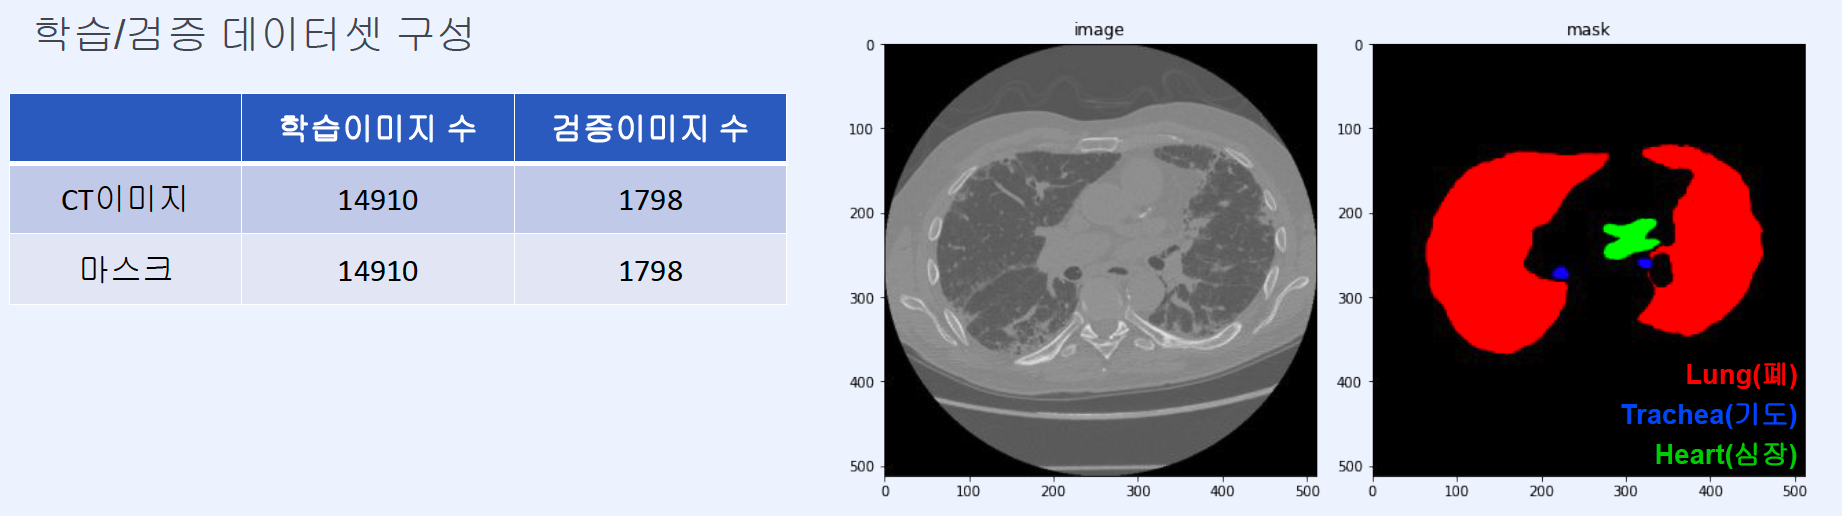 학습/검증 데이터셋 구성
학습이미지 수 검증이미지 수
CT이미지 14910 1798
마스크 14910 1798
image
0
100
200
300
400
500
0 100 200 300 400 500
mask
0
100
200
300
400
500
0 100 200 300 400 500
Lung(폐)
Trachea(기도)
Heart(심장)